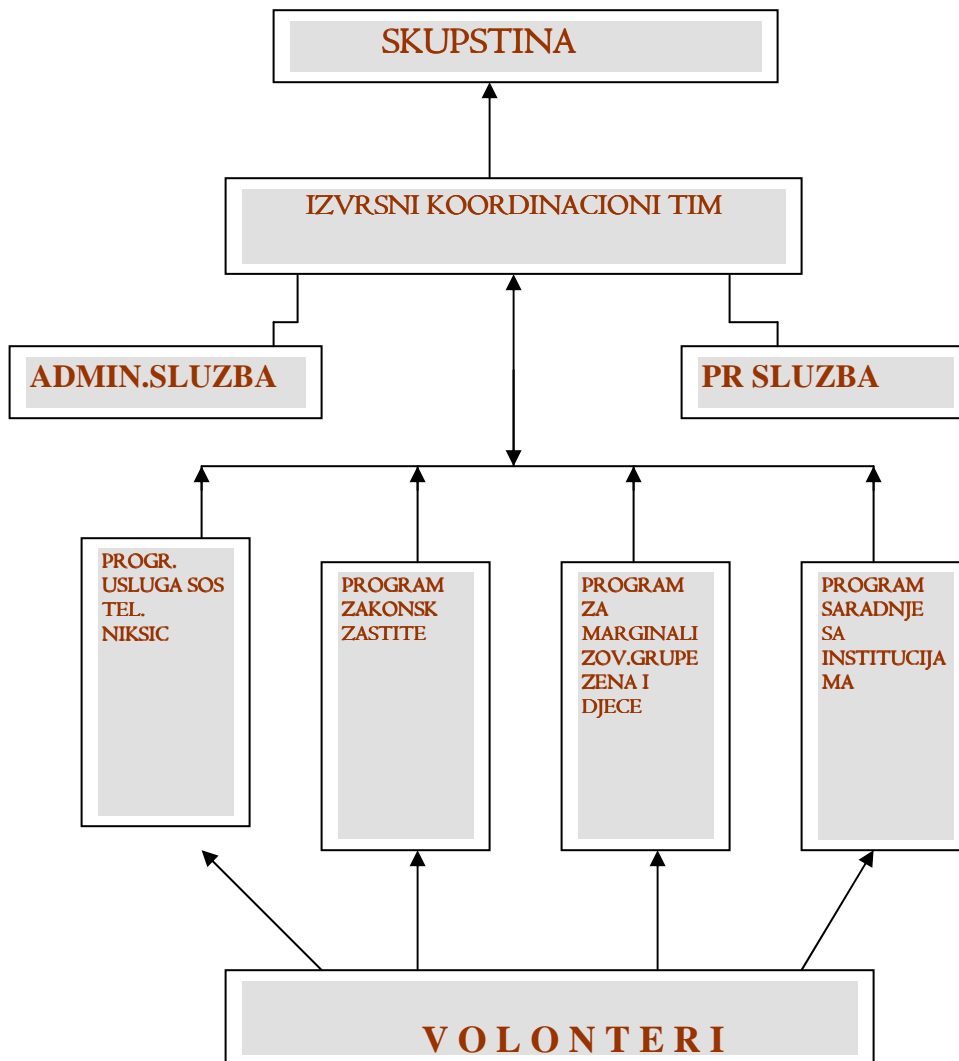 SKUPSTINA
IZVRSNI KOORDINACIONI TIM
ADMIN.SLUZBA
PR SLUZBA
PROGR.
USLUGA SOS
TEL.
NIKSIC
PROGRAM
ZAKONSK
ZASTITE
PROGRAM
ZA
MARGINALI
ZOV.GRUPE
ZENA I
DJECE
PROGRAM
SARADNJE
SA
INSTITUCIJA
MA
V O L O N T E R I